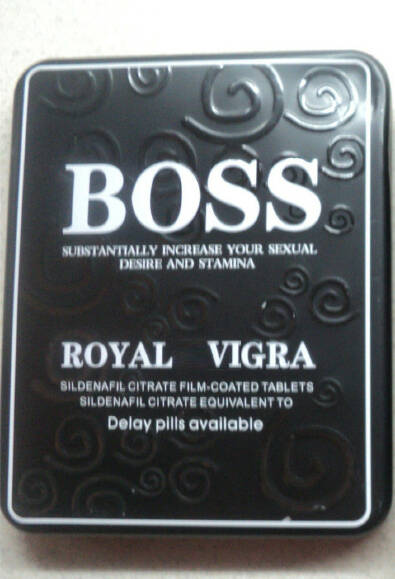 BOSS
SUBSTANTIALLY INCREASE YOUR SEXUAL
DESIRE AND STAMINA
ROYAL VIGRA
SILDENAFIL CITRATE FILM-COATED TABLETS
SILDENAFIL CITRATE EQUIVALENT TO
Delay pills available